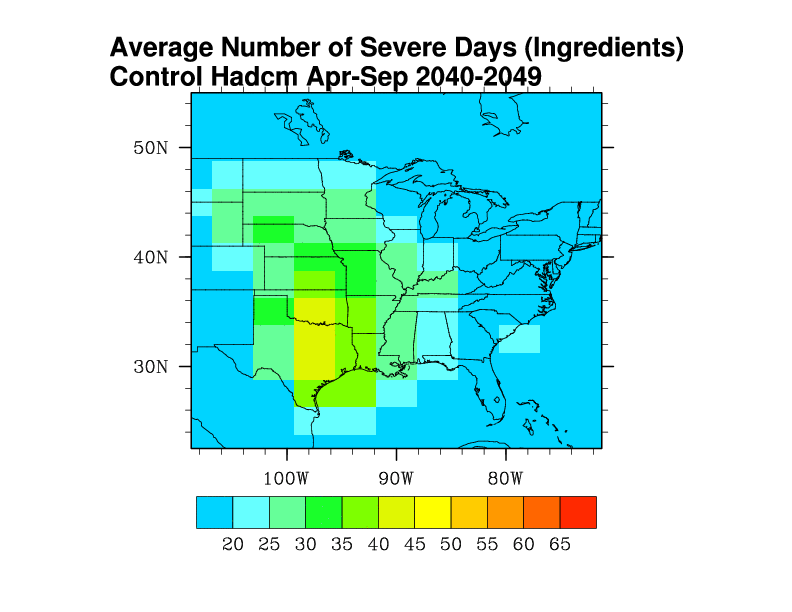 Average Number of Severe Days (Ingredients)
Control Hadcm Apr-Sep 2040-2049
50N
40N
30N
100W 90W 80W
20 25 30 35 40 45 50 55 60 65